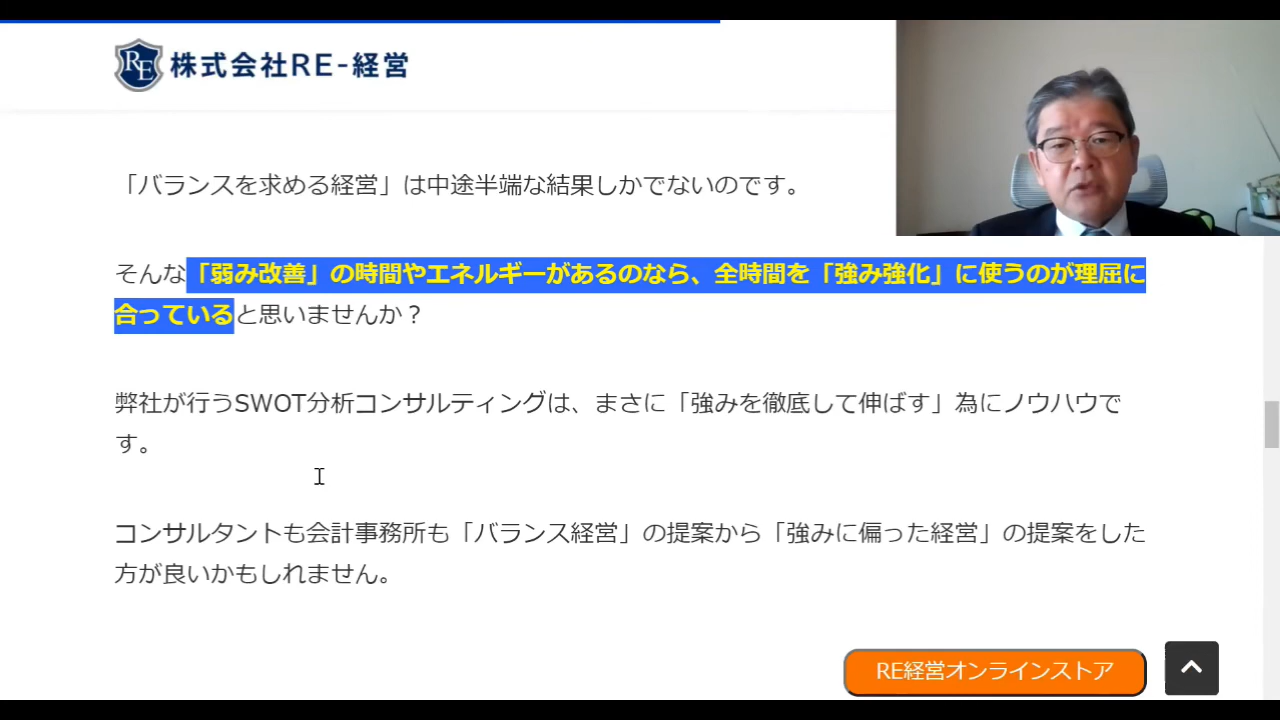 RE 株式会社RE-経営
「バランスを求める経営」は中途半端な結果しかでないのです。
そんな「弱み改善」の時間やエネルギーがあるのなら、全時間を「強み強化」に使うのが理屈に
合っていると思いませんか？
弊社が行うSWOT分析コンサルティングは、まさに「強みを徹底して伸ばす」為にノウハウで
す。
コンサルタントも会計事務所も「バランス経営」の提案から「強みに偏った経営」の提案をした
方が良いかもしれません。
RE経営オンラインストア